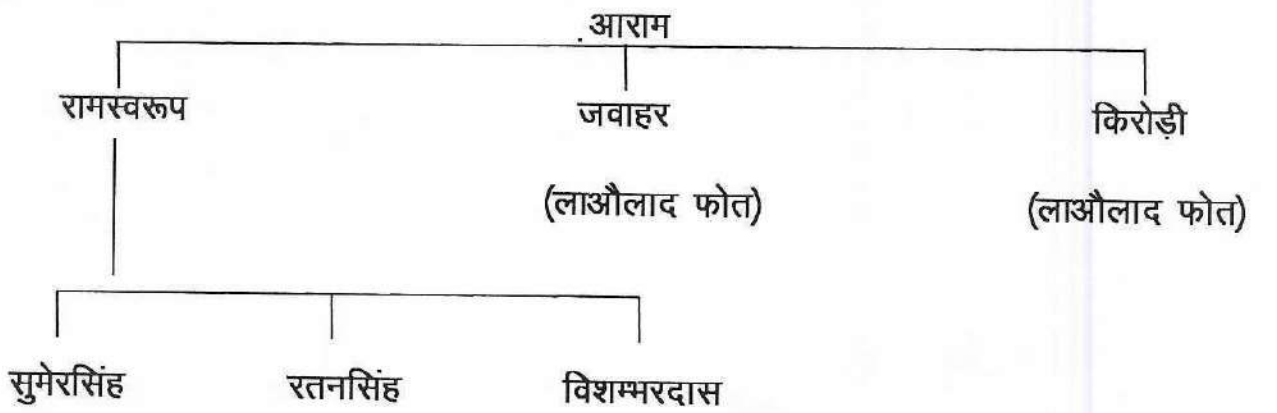 आराम
रामस्वरूप जवाहर किरोड़ी
(लाऔलाद फोत) (लाऔलाद फोत)
सुमेरसिंह रतनसिंह विशम्भरदास